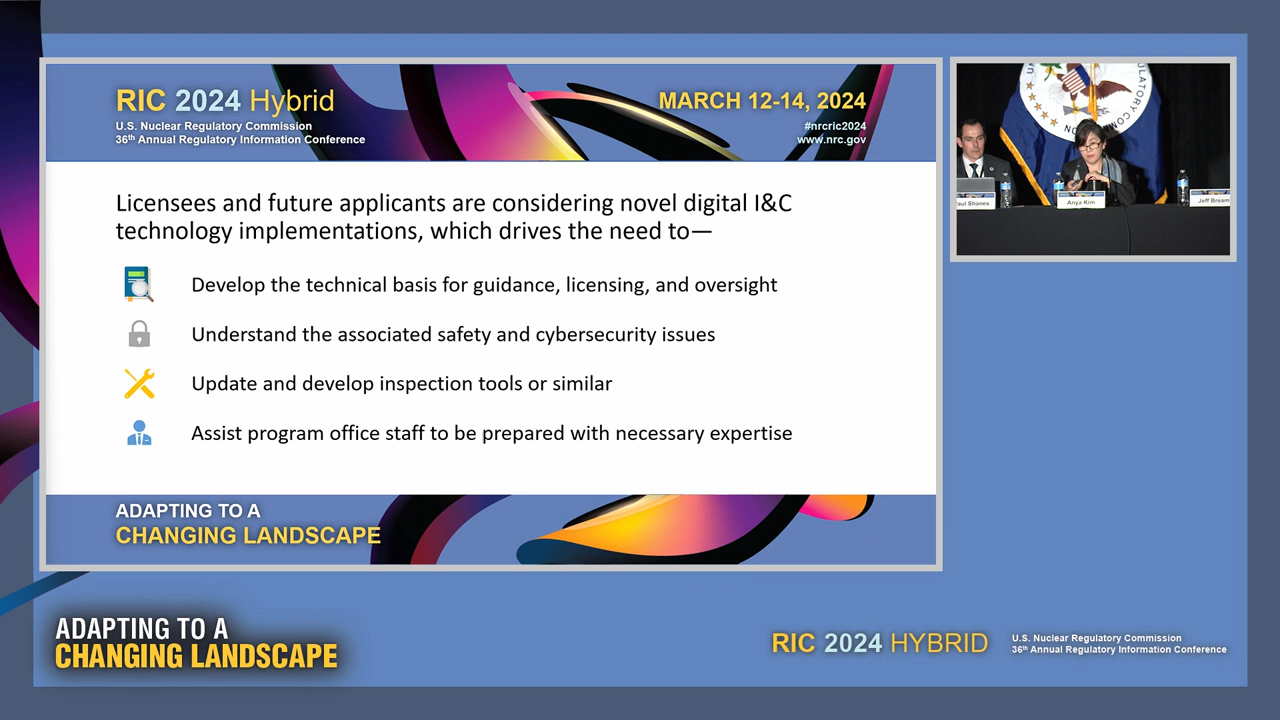 RIC 2024 Hybrid
U.S. Nuclear Regulatory Commission
36th Annual Regulatory Information Conference
MARCH 12-14, 2024
#nrcric2024
www.nrc.gov
Licensees and future applicants are considering novel digital I&C
technology implementations, which drives the need to—
Develop the technical basis for guidance, licensing, and oversight
Understand the associated safety and cybersecurity issues
Update and develop inspection tools or similar
Assist program office staff to be prepared with necessary expertise
ADAPTING TO A
CHANGING LANDSCAPE
Paul Shanes
Anya Kim
Jeff Bream
ADAPTING TO A
CHANGING LANDSCAPE
RIC 2024 HYBRID
U.S. Nuclear Regulatory Commission
36th Annual Regulatory Information Conference